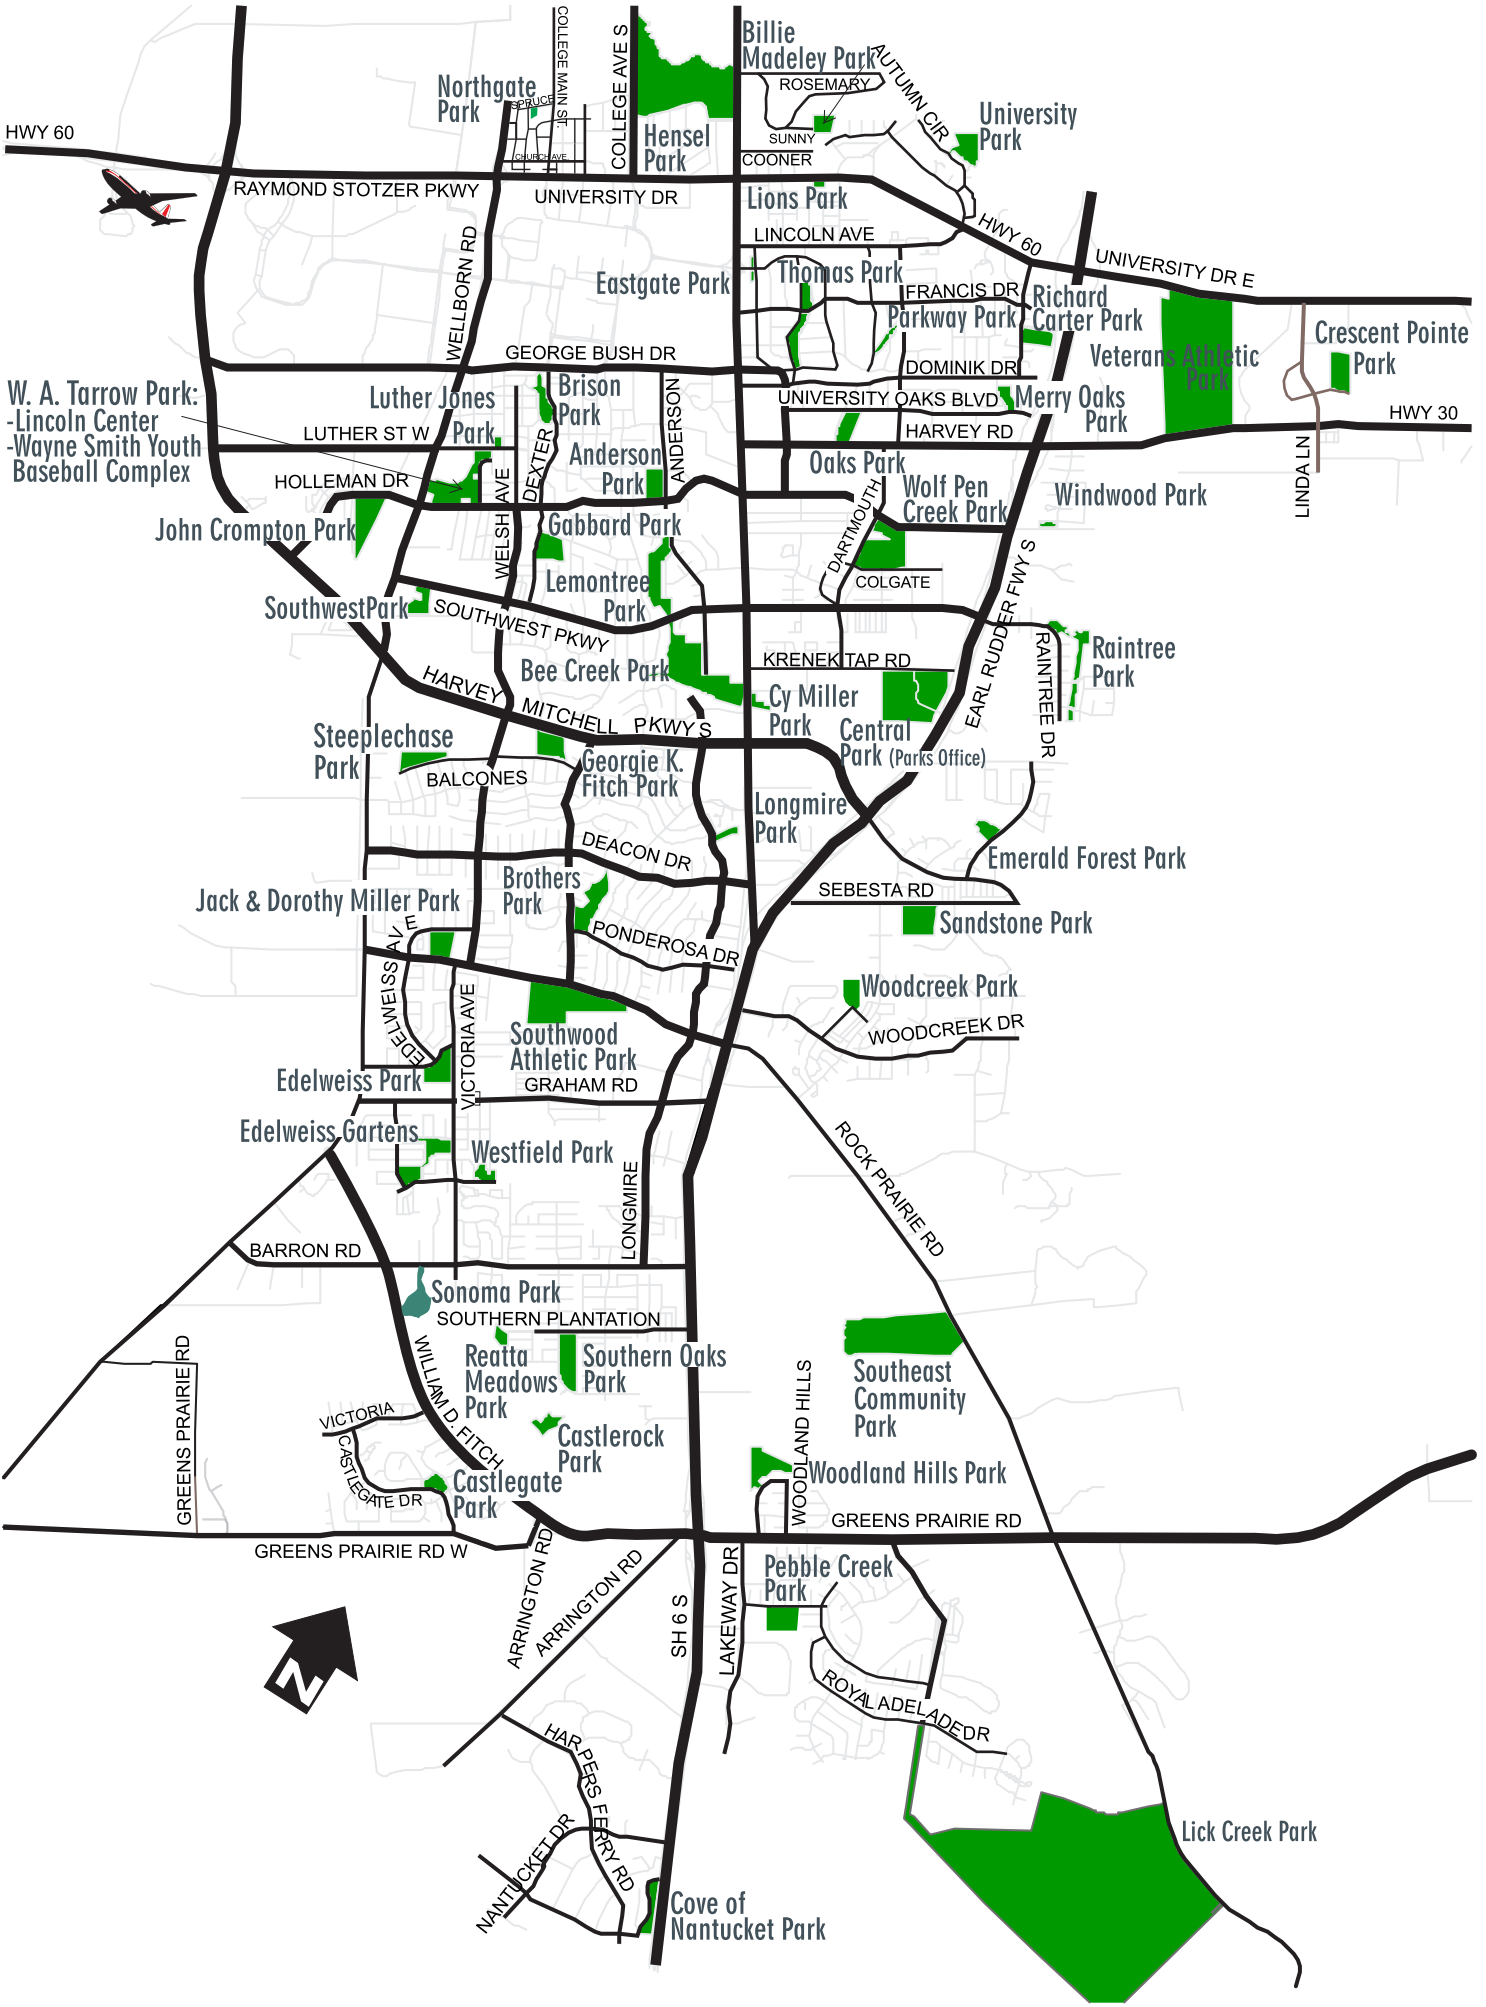 COLLEGE MAIN ST.
COLLEGE AVE S
Billie
Madeley Park
AUTUMN CIR
ROSEMARY
Northgate
Park
SPRUCE
University
Park
HWY 60
Hensel
Park
SUNNY
COONER
CHURCH AVE
RAYMOND STOTZER PKWY
UNIVERSITY DR
Lions Park
HWY 60
LINCOLN AVE
WELLBORN RD
UNIVERSITY DR E
Eastgate Park
Thomas Park
FRANCIS DR
Richard
Carter Park
Parkway Park
Crescent Pointe
Park
Veterans Athletic
Park
GEORGE BUSH DR
DOMINIK DR
W. A. Tarrow Park:
-Lincoln Center
-Wayne Smith Youth
Baseball Complex
Luther Jones
Park
Brison
Park
ANDERSON
UNIVERSITY OAKS BLVD
Merry Oaks
Park
HWY 30
LUTHER ST W
HARVEY RD
LINDA LN
DEXTER
Anderson
Park
Oaks Park
HOLLEMAN DR
WELSH AVE
Wolf Pen
Creek Park
Windwood Park
DARTMOUTH
John Crompton Park
Gabbard Park
COLGATE
Lemontree
Park
SouthwestPark
SOUTHWEST PKWY
EARL RUDDER FWY S
RAINTREE DR
Raintree
Park
KRENEK TAP RD
Bee Creek Park
HARVEY MITCHELL PKWY S
Cy Miller
Park
Central
Park (Parks Office)
Steeplechase
Park
BALCONES
Georgie K.
Fitch Park
Longmire
Park
DEACON DR
Emerald Forest Park
Brothers
Park
SEBESTA RD
Jack & Dorothy Miller Park
Sandstone Park
PONDEROSA DR
EDELWEISS AVE
EDEL
Woodcreek Park
WOODCREEK DR
VICTORIA AVE
Southwood
Athletic Park
Edelweiss Park
GRAHAM RD
Edelweiss Gartens
Westfield Park
ROCK PRAIRIE RD
LONGMIRE
BARRON RD
Sonoma Park
SOUTHERN PLANTATION
GREENS PRAIRIE RD
WILLIAM D. FITCH
Reatta
Meadows
Park
Southern Oaks
Park
Southeast
Community
Park
WOODLAND HILLS
VICTORIA
CASTLEGATE DR
Castlerock
Park
Castlegate
Park
Woodland Hills Park
GREENS PRAIRIE RD
GREENS PRAIRIE RD W
ARRINGTON RD
ARRINGTON RD
LAKEWAY DR
SH 6 S
Pebble Creek
Park
N
ROYAL ADELADE DR
HARPERS FERRY RD
NANTUCKET DR
Lick Creek Park
Cove of
Nantucket Park